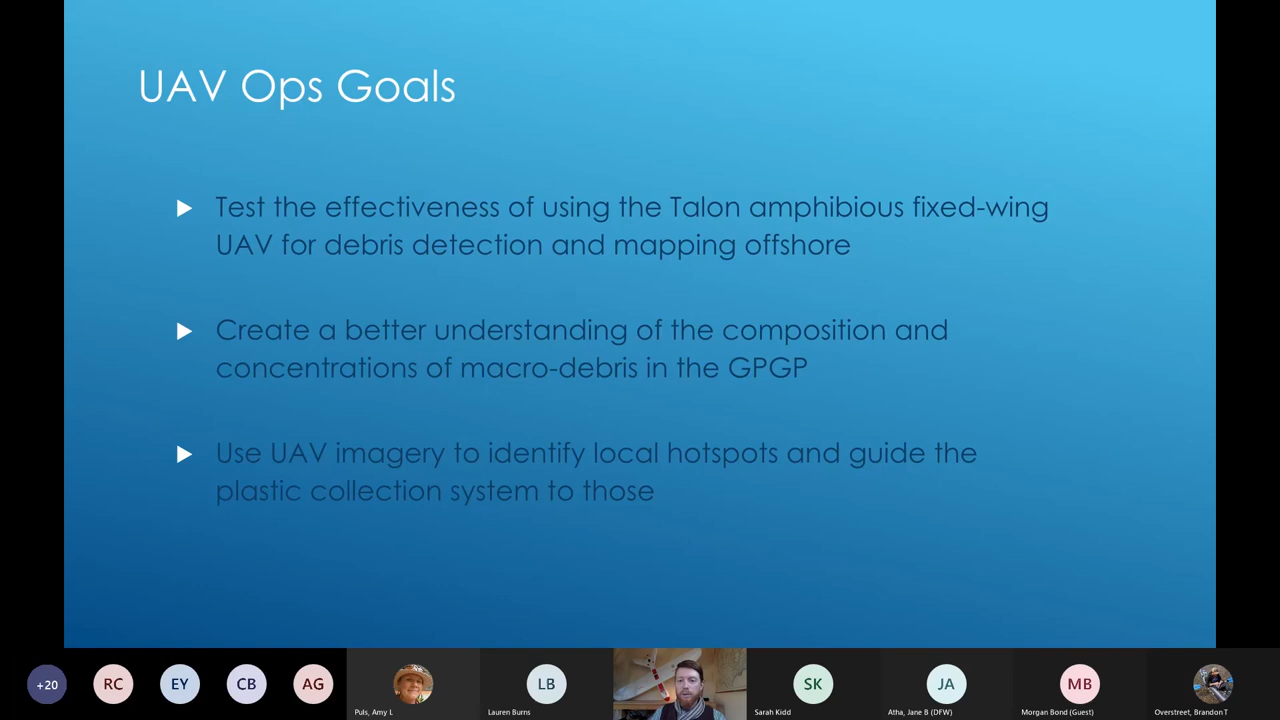 UAV Ops Goals
Test the effectiveness of using the Talon amphibious fixed-wing
UAV for debris detection and mapping offshore
Create a better understanding of the composition and
concentrations of macro-debris in the GPGP
Use UAV imagery to identify local hotspots and guide the
plastic collection system to those
+20
RC
EY
CB
AG
Puls, Amy L
LB
Lauren Burns
SK
Sarah Kidd
JA
Atha, Jane B (DFW)
MB
Morgan Bond (Guest)
Overstreet, Brandon T